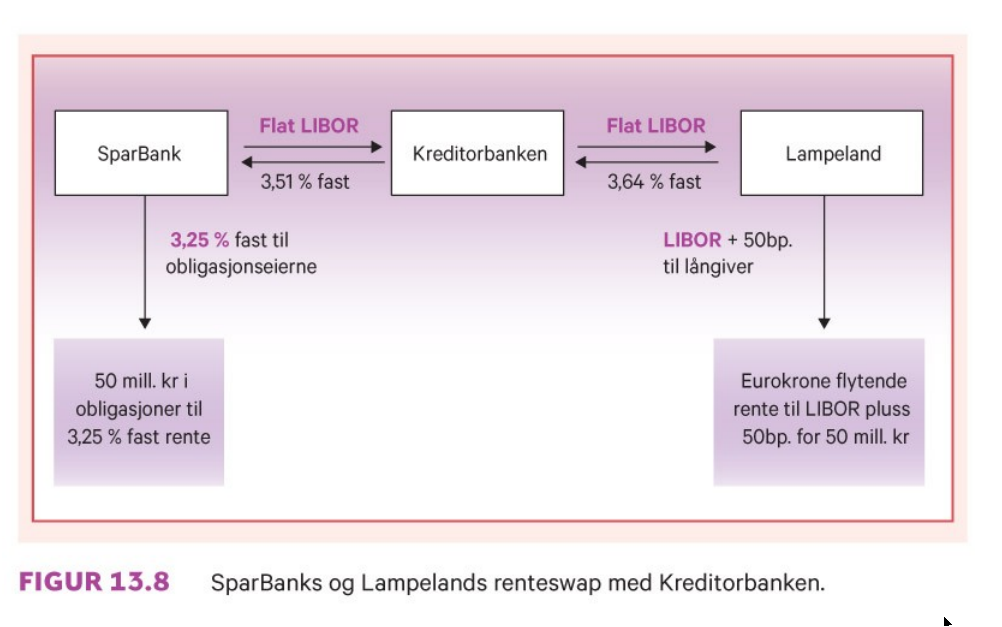 Flat LIBOR
Flat LIBOR
SparBank
Kreditorbanken
Lampeland
3,51 % fast
3,64 % fast
3,25 % fast til
obligasjonseierne
LIBOR + 50bp.
til långiver
50 mill. kr i
obligasjoner til
3,25 % fast rente
Eurokrone flytende
rente til LIBOR pluss
50bp. for 50 mill. kr
FIGUR 13.8 SparBanks og Lampelands renteswap med Kreditorbanken.